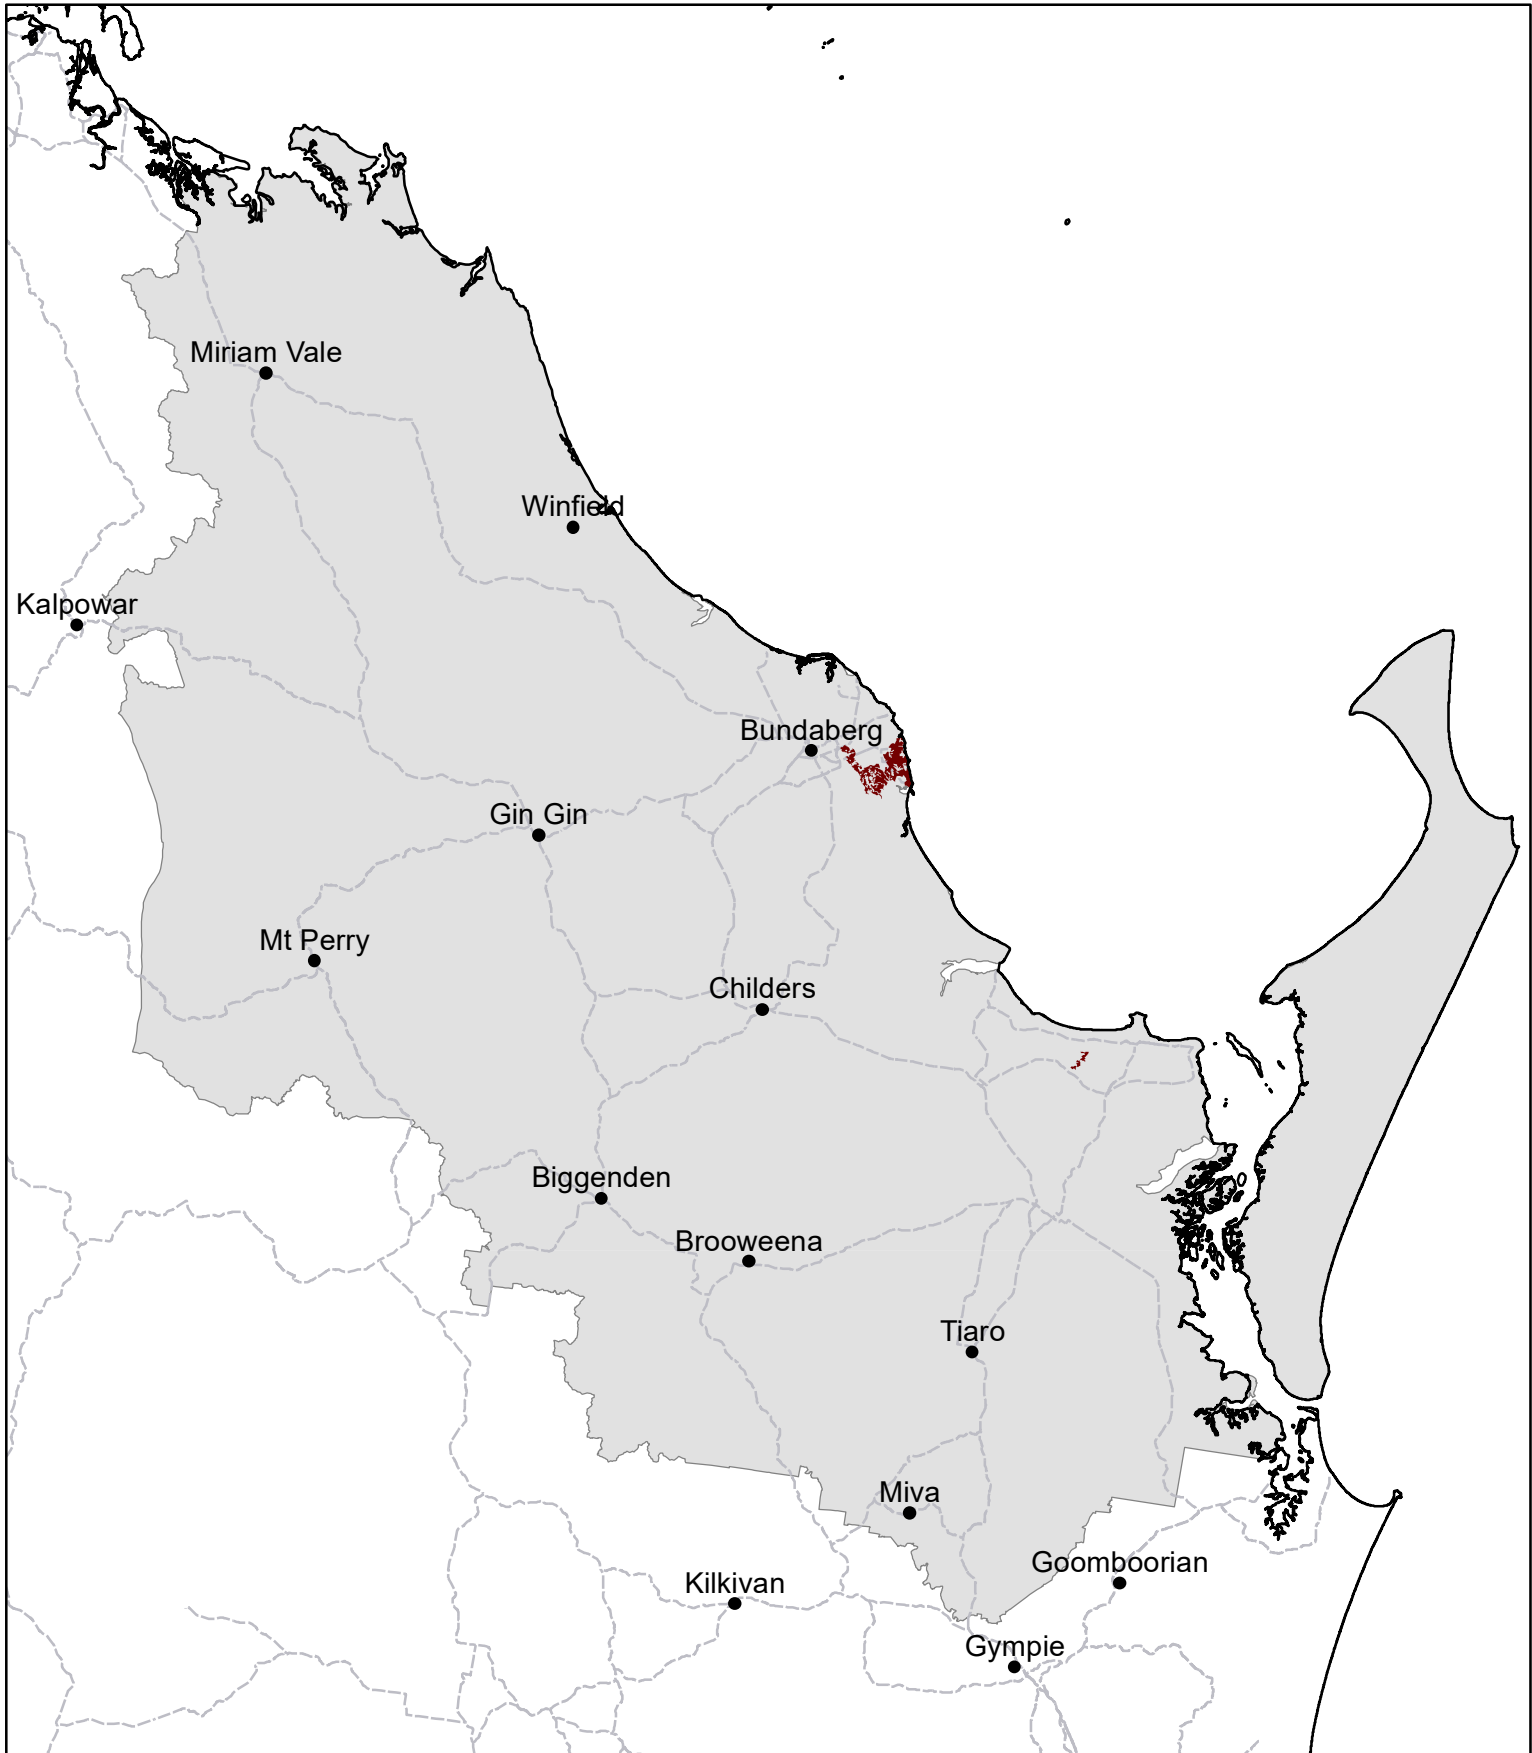 Miriam Vale
Winfield
Kalpowar
Bundaberg
Gin Gin
Mt Perry
Childers
Biggenden
Brooweena
Tiaro
Miva
Goomboorian
Kilkivan
Gympie